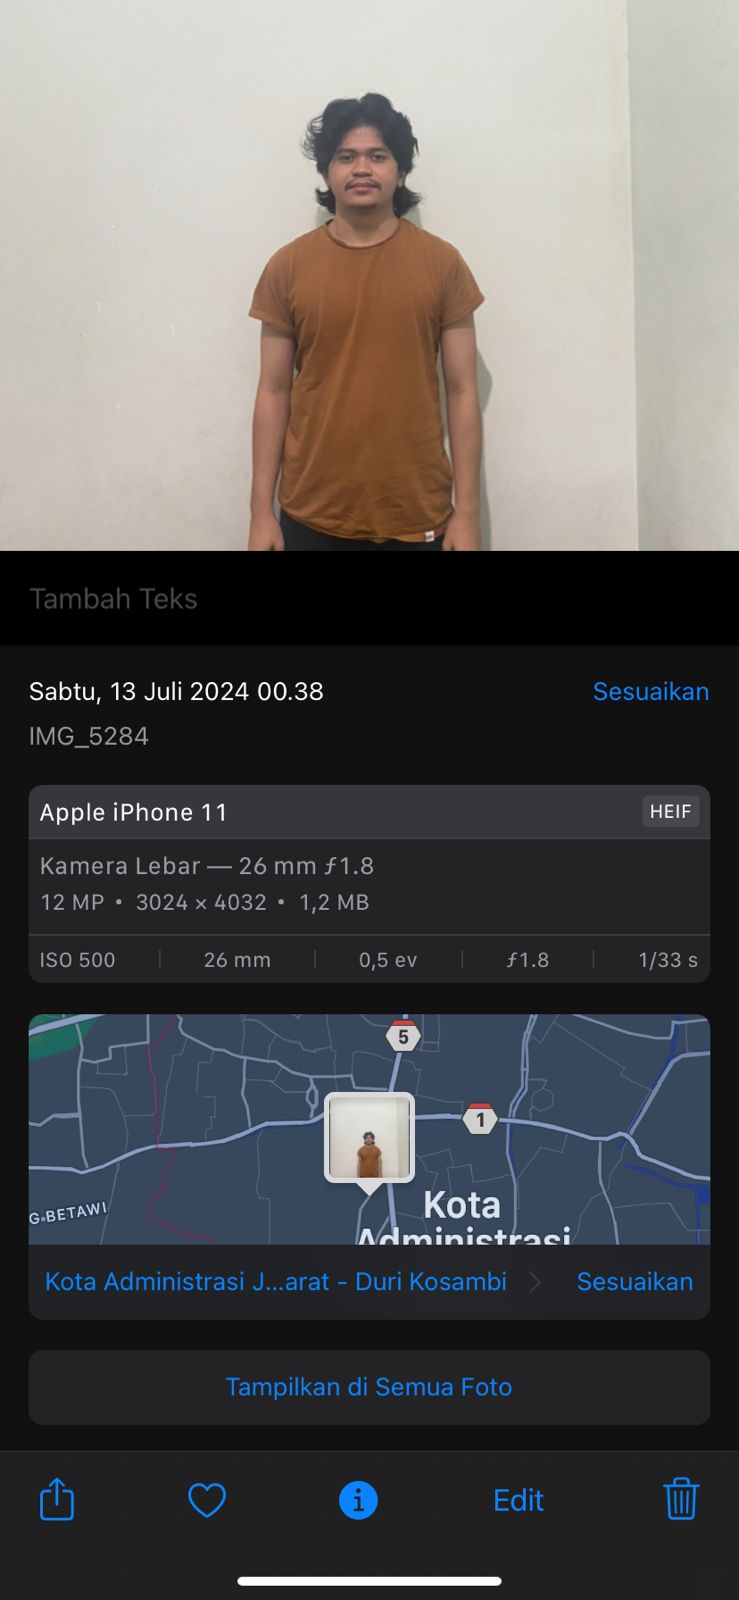 Tambah Teks
Sabtu, 13 Juli 2024 00.38
Sesuaikan
IMG_5284
Apple iPhone 11
HEIF
Kamera Lebar — 26 mm ƒ1.8
12 MP • 3024 × 4032 • 1,2 MB
ISO 500
26 mm
0,5 ev
ƒ1.8
1/33 s
5
1
G BETAWI
Kota
Administrasi
Kota Administrasi J...arat - Duri Kosambi
Sesuaikan
Tampilkan di Semua Foto
Edit